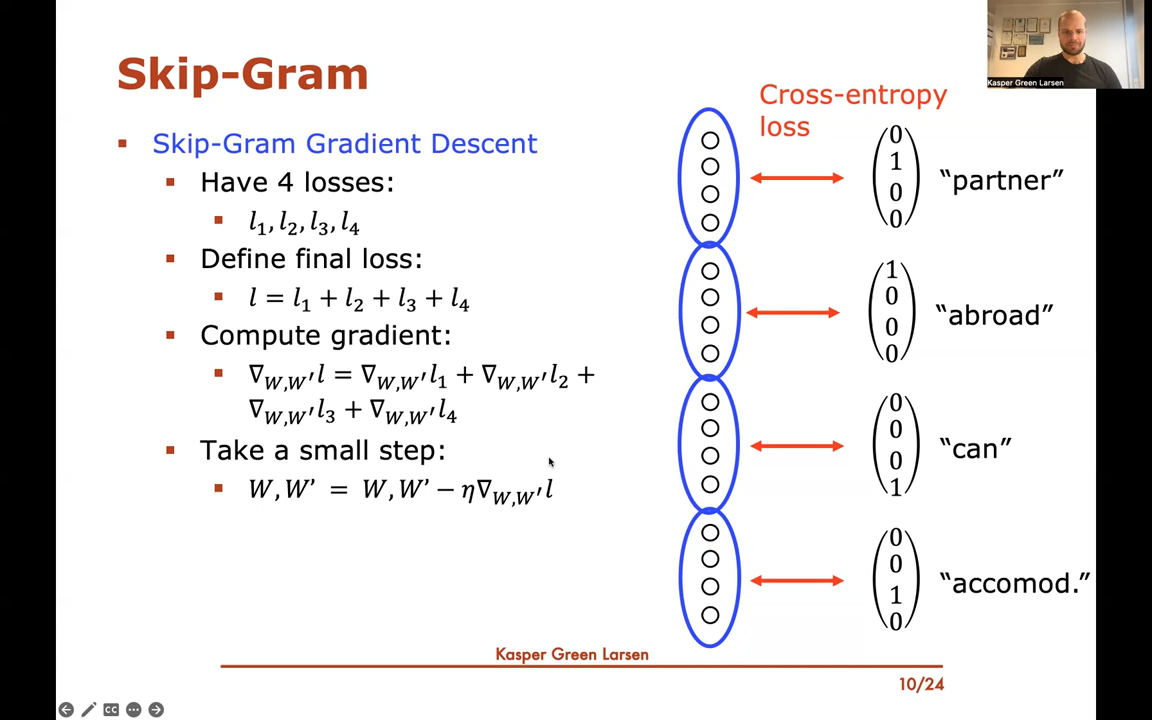 Skip-Gram
Skip-Gram Gradient Descent
Have 4 losses:
l₁, l₂, l₃, l₄
Define final loss:
l = l₁ + l₂ + l₃ + l₄
Compute gradient:
∇_{W,W'} l = ∇_{W,W'} l₁ + ∇_{W,W'} l₂ +
∇_{W,W'} l₃ + ∇_{W,W'} l₄
Take a small step:
W, W' = W, W' − η∇_{W,W'} l
Cross-entropy
loss
0
1
0
0
"partner"
1
0
0
0
"abroad"
0
0
0
1
"can"
0
0
1
0
"accomod."
Kasper Green Larsen
10/24
Kasper Green Larsen
CC